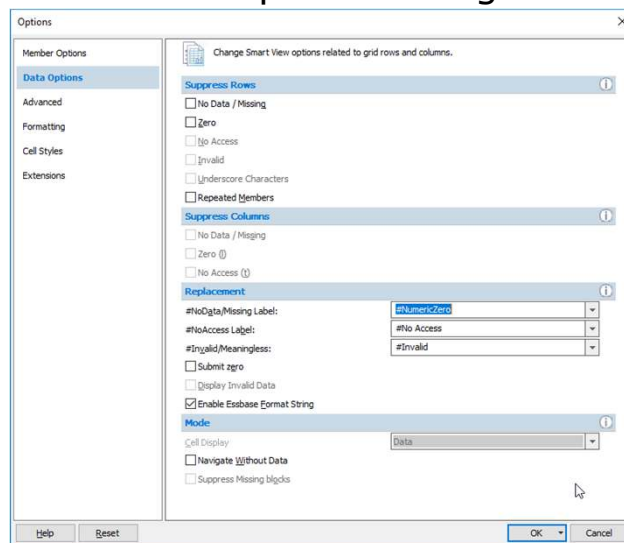 Options
Member Options
Data Options
Advanced
Formatting
Cell Styles
Extensions
Change Smart View options related to grid rows and columns.
Suppress Rows
No Data / Missing
Zero
No Access
Invalid
Underscore Characters
Repeated Members
Suppress Columns
No Data / Missing
Zero (l)
No Access (t)
Replacement
#NoData/Missing Label: #NumericZero
#NoAccess Label: #No Access
#Invalid/Meaningless: #Invalid
Submit zero
Display Invalid Data
Enable Essbase Format String
Mode
Cell Display Data
Navigate Without Data
Suppress Missing blocks
Help Reset OK Cancel